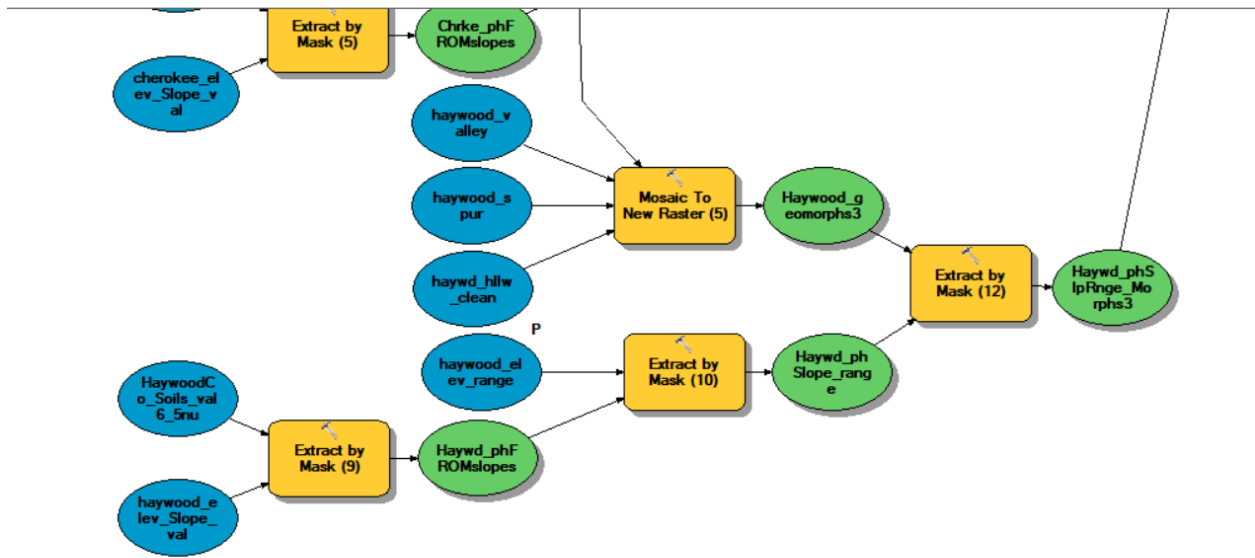 Extract by
Mask (5)
Chrke_phF
ROMslopes
cherokee_el
ev_Slope_v
al
haywood_v
alley
haywood_s
pur
Mosaic To
New Raster (5)
Haywood_g
eomorphs3
haywd_hllw
_clean
Extract by
Mask (12)
Haywd_phS
lpRnge_Mo
rphs3
P
haywood_el
ev_range
Extract by
Mask (10)
Haywd_ph
Slope_rang
e
HaywoodC
o_Soils_val
6_5nu
Extract by
Mask (9)
Haywd_phF
ROMslopes
haywood_e
lev_Slope_
val